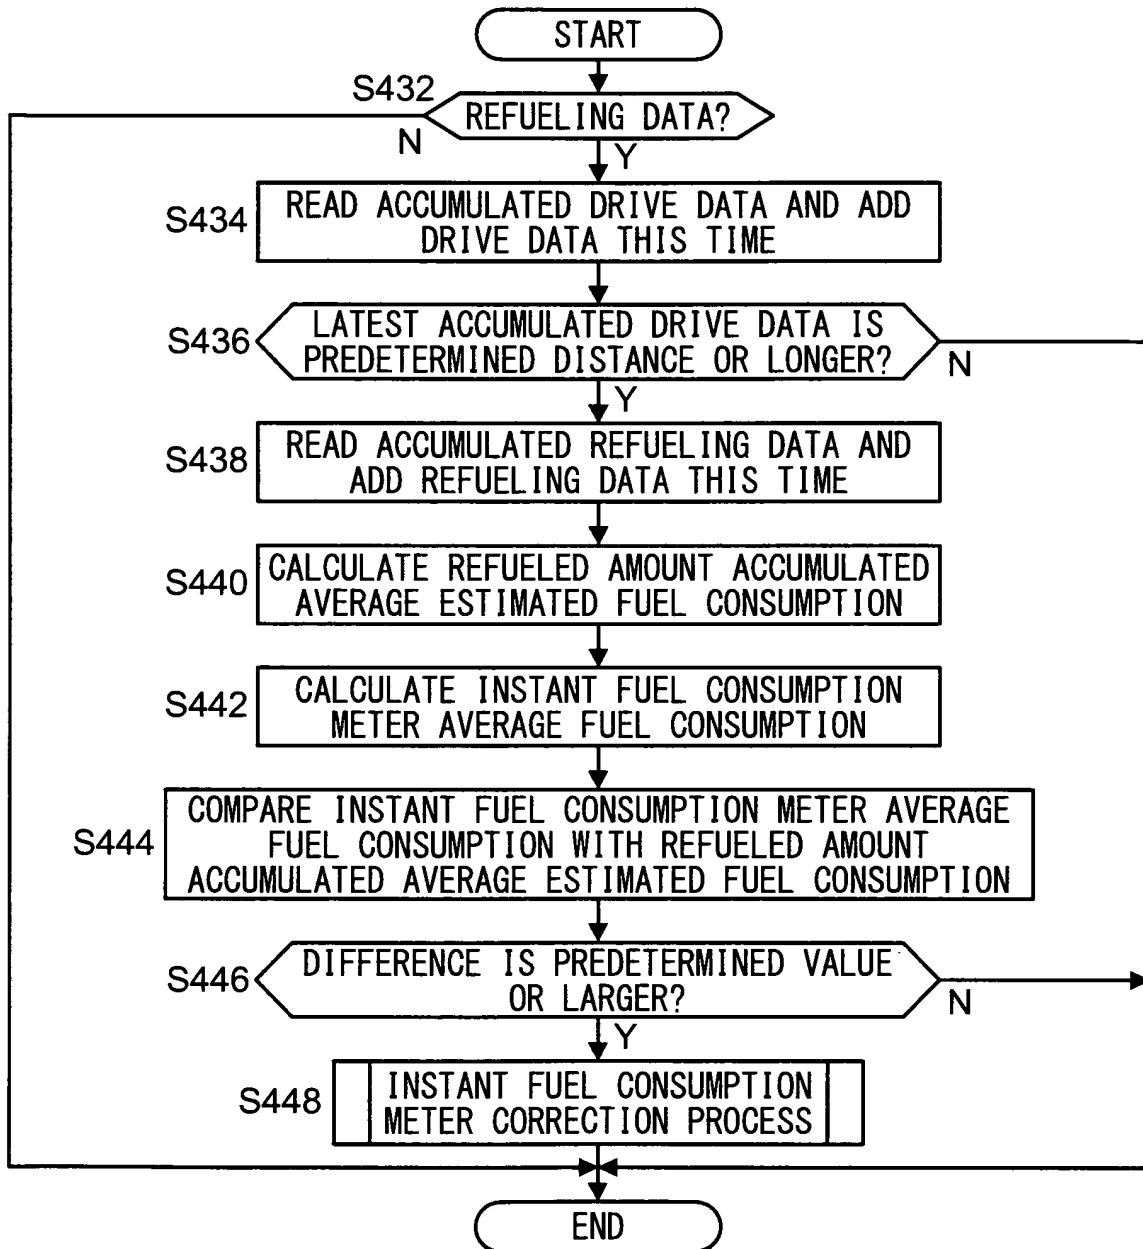 START
S432
REFUELING DATA?
N
Y
S434
READ ACCUMULATED DRIVE DATA AND ADD
DRIVE DATA THIS TIME
S436
LATEST ACCUMULATED DRIVE DATA IS
PREDETERMINED DISTANCE OR LONGER?
N
Y
S438
READ ACCUMULATED REFUELING DATA AND
ADD REFUELING DATA THIS TIME
S440
CALCULATE REFUELED AMOUNT ACCUMULATED
AVERAGE ESTIMATED FUEL CONSUMPTION
S442
CALCULATE INSTANT FUEL CONSUMPTION
METER AVERAGE FUEL CONSUMPTION
S444
COMPARE INSTANT FUEL CONSUMPTION METER AVERAGE
FUEL CONSUMPTION WITH REFUELED AMOUNT
ACCUMULATED AVERAGE ESTIMATED FUEL CONSUMPTION
S446
DIFFERENCE IS PREDETERMINED VALUE
OR LARGER?
N
Y
S448
INSTANT FUEL CONSUMPTION
METER CORRECTION PROCESS
END